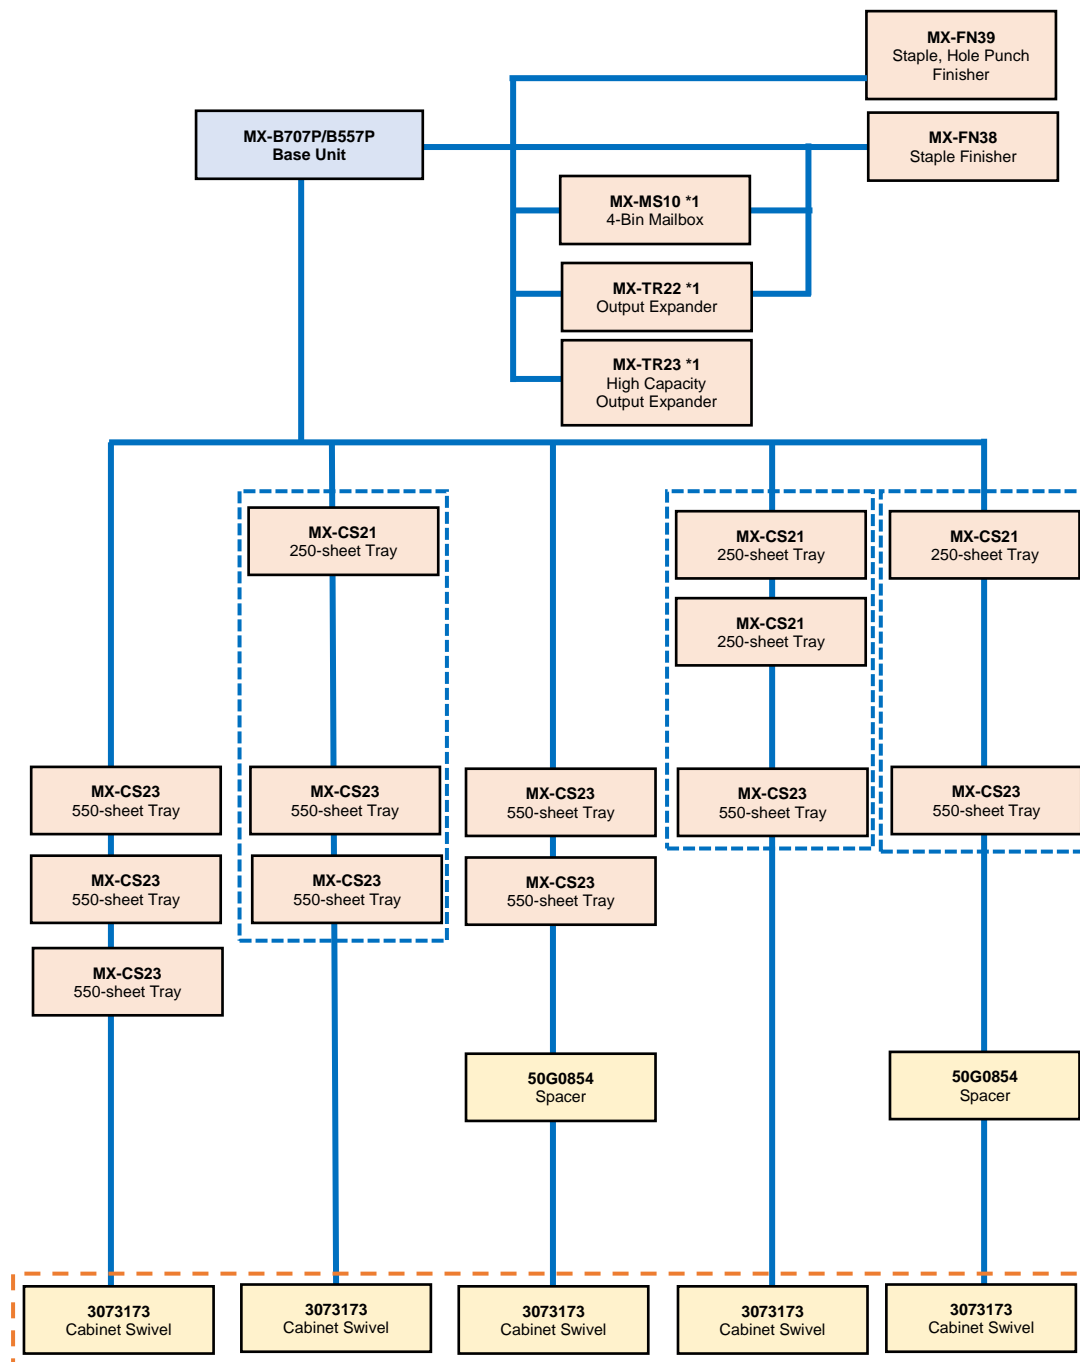 MX-FN39
Staple, Hole Punch
Finisher
MX-B707P/B557P
Base Unit
MX-FN38
Staple Finisher
MX-MS10 *1
4-Bin Mailbox
MX-TR22 *1
Output Expander
MX-TR23 *1
High Capacity
Output Expander
MX-CS21
250-sheet Tray
MX-CS21
250-sheet Tray
MX-CS21
250-sheet Tray
MX-CS21
250-sheet Tray
MX-CS23
550-sheet Tray
MX-CS23
550-sheet Tray
MX-CS23
550-sheet Tray
MX-CS23
550-sheet Tray
MX-CS23
550-sheet Tray
MX-CS23
550-sheet Tray
MX-CS23
550-sheet Tray
MX-CS23
550-sheet Tray
MX-CS23
550-sheet Tray
50G0854
Spacer
50G0854
Spacer
3073173
Cabinet Swivel
3073173
Cabinet Swivel
3073173
Cabinet Swivel
3073173
Cabinet Swivel
3073173
Cabinet Swivel